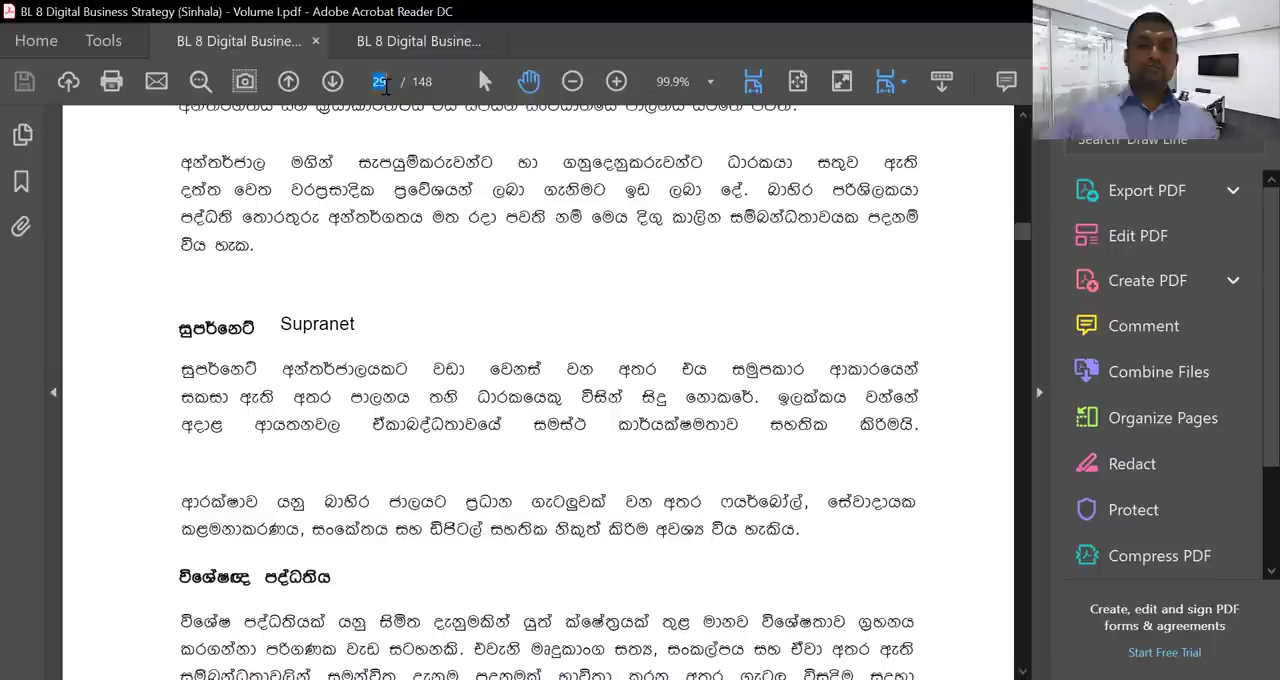 BL 8 Digital Business Strategy (Sinhala) - Volume I.pdf - Adobe Acrobat Reader DC
Home Tools BL 8 Digital Busine... × BL 8 Digital Busine...
29 / 148 99.9%
Search 'Draw Line'
අන්තර්ජාල මගින් සැපයුම්කරුවන්ට හා ගනුදෙනුකරුවන්ට ධාරකයා සතුව ඇති
දත්ත වෙත වරප්‍රසාදික ප්‍රවේශයන් ලබා ගැනිමට ඉඩ ලබා දේ. බාහිර පරිශිලකයා
පද්ධති තොරතුරු අන්තර්ගතය මත රදා පවති නම් මෙය දිගු කාලින සම්බන්ධතාවයක පදනම්
විය හැක.
සුපර්නෙට් Supranet
සුපර්නෙට් අන්තර්ජාලයකට වඩා වෙනස් වන අතර එය සමුපකාර ආකාරයෙන්
සකසා ඇති අතර පාලනය තනි ධාරකයෙකු විසින් සිදු නොකරේ. ඉලක්කය වන්නේ
අදාළ ආයතනවල ඒකාබද්ධතාවයේ සමස්ථ කාර්යක්ෂමතාව සහතික කිරිමයි.
ආරක්ෂාව යනු බාහිර ජාලයට ප්‍රධාන ගැටලුවක් වන අතර ෆයර්බෝල්, සේවාදායක
කළමනාකරණය, සංකේතය සහ ඩිජිටල් සහතික නිකුත් කිරිම අවශ්‍ය විය හැකිය.
විශේෂඥ පද්ධතිය
විශේෂ පද්ධතියක් යනු සිමිත දැනුමකින් යුත් ක්ෂේත්‍රයක් තුළ මානව විශේෂතාව ග්‍රහනය
කරගන්නා පරිගණක වැඩ සටහනකි. එවැනි මෘදුකාංග සත්‍ය, සංකල්පය සහ ඒවා අතර ඇති
Export PDF
Edit PDF
Create PDF
Comment
Combine Files
Organize Pages
Redact
Protect
Compress PDF
Create, edit and sign PDF
forms & agreements
Start Free Trial